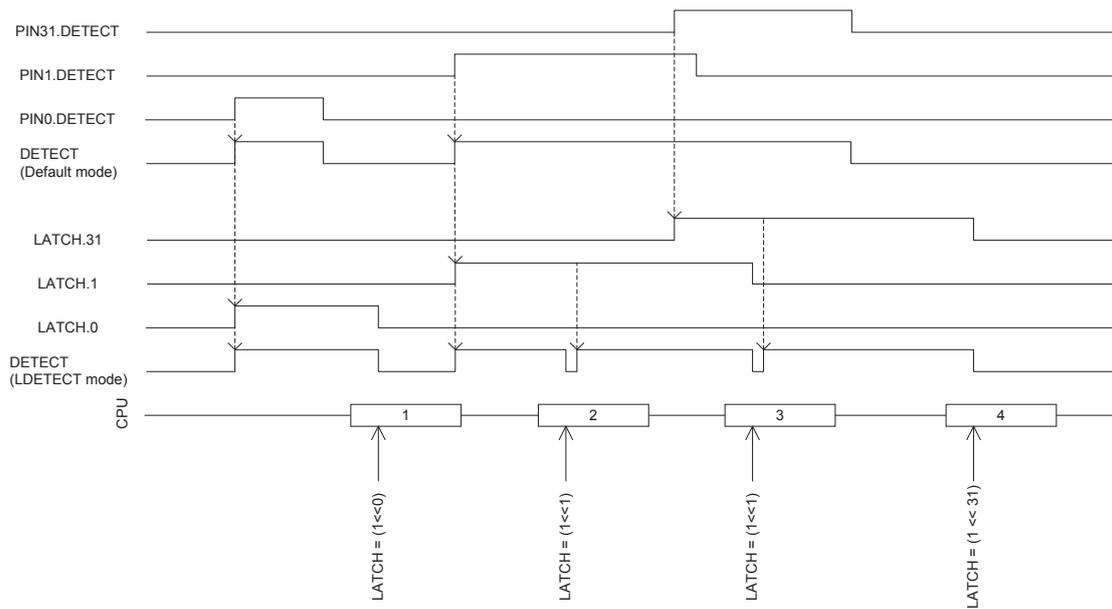 PIN31.DETECT
PIN1.DETECT
PIN0.DETECT
DETECT
(Default mode)
LATCH.31
LATCH.1
LATCH.0
DETECT
(LDETECT mode)
CPU
1
2
3
4
LATCH = (1<<0)
LATCH = (1<<1)
LATCH = (1<<1)
LATCH = (1 << 31)